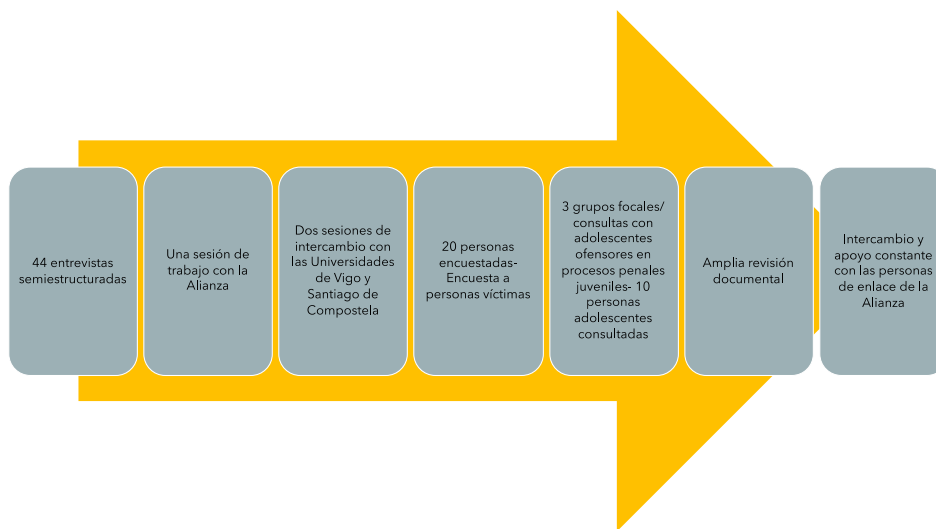 44 entrevistas
semiestructuradas
Una sesión de
trabajo con la
Alianza
Dos sesiones de
intercambio con
las Universidades
de Vigo y
Santiago de
Compostela
20 personas
encuestadas-
Encuesta a
personas víctimas
3 grupos focales/
consultas con
adolescentes
ofensores en
procesos penales
juveniles- 10
personas
adolescentes
consultadas
Amplia revisión
documental
Intercambio y
apoyo constante
con las personas
de enlace de la
Alianza